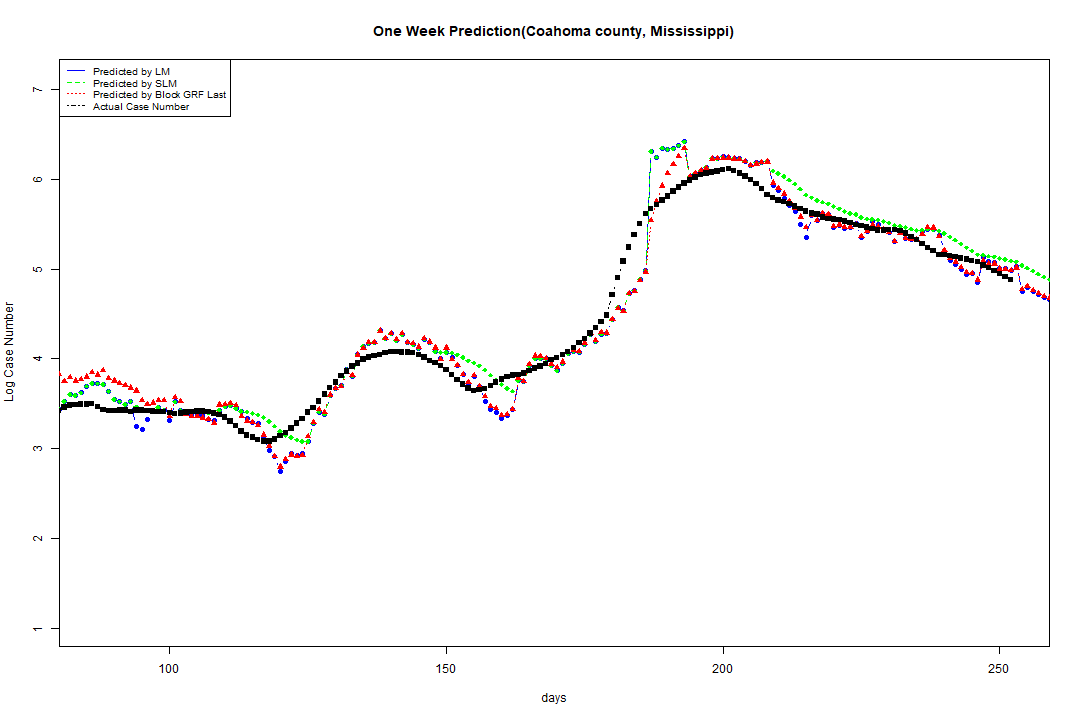 One Week Prediction(Coahoma county, Mississippi)
Predicted by LM
Predicted by SLM
Predicted by Block GRF Last
Actual Case Number
7
6
5
4
3
2
1
Log Case Number
100
150
200
250
days